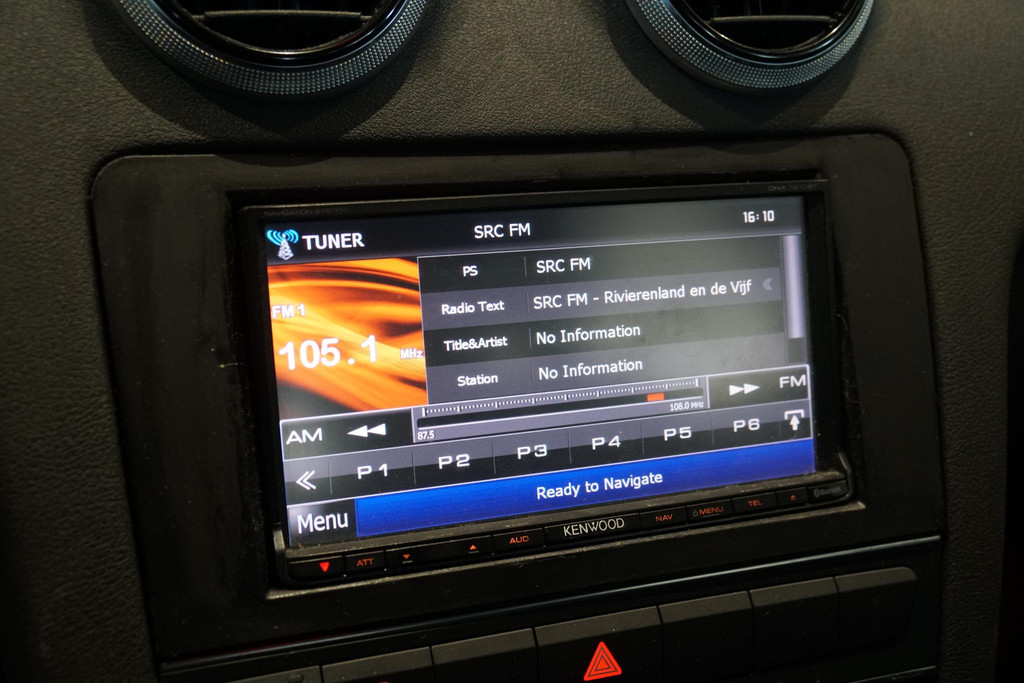 NAVIGATION SYSTEM
TUNER SRC FM 16:10
PS SRC FM
FM1 Radio Text SRC FM - Rivierenland en de Vijf
105.1 MHz Title&Artist No Information
Station No Information
AM 87.5 108.0 MHz FM
P1 P2 P3 P4 P5 P6
Ready to Navigate
Menu
ATT AUD KENWOOD NAV MENU TEL